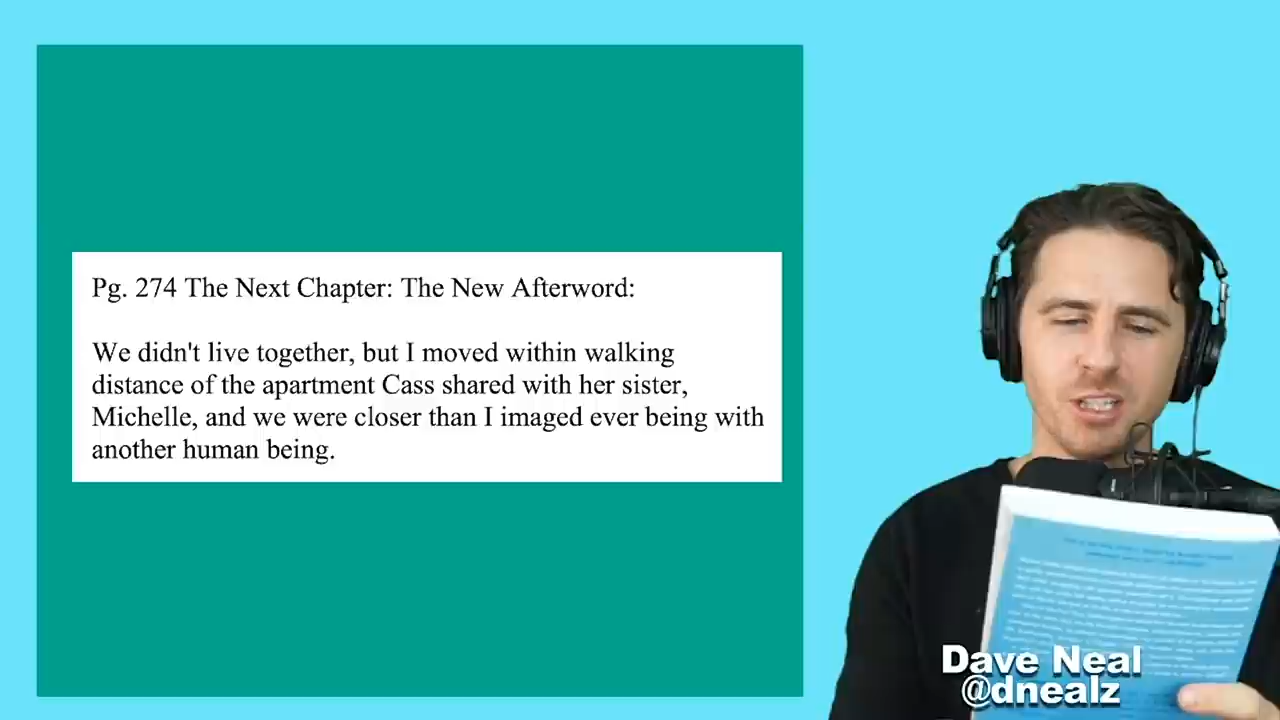 Pg. 274 The Next Chapter: The New Afterword:
We didn't live together, but I moved within walking
distance of the apartment Cass shared with her sister,
Michelle, and we were closer than I imaged ever being with
another human being.
Dave Neal
@dnealz